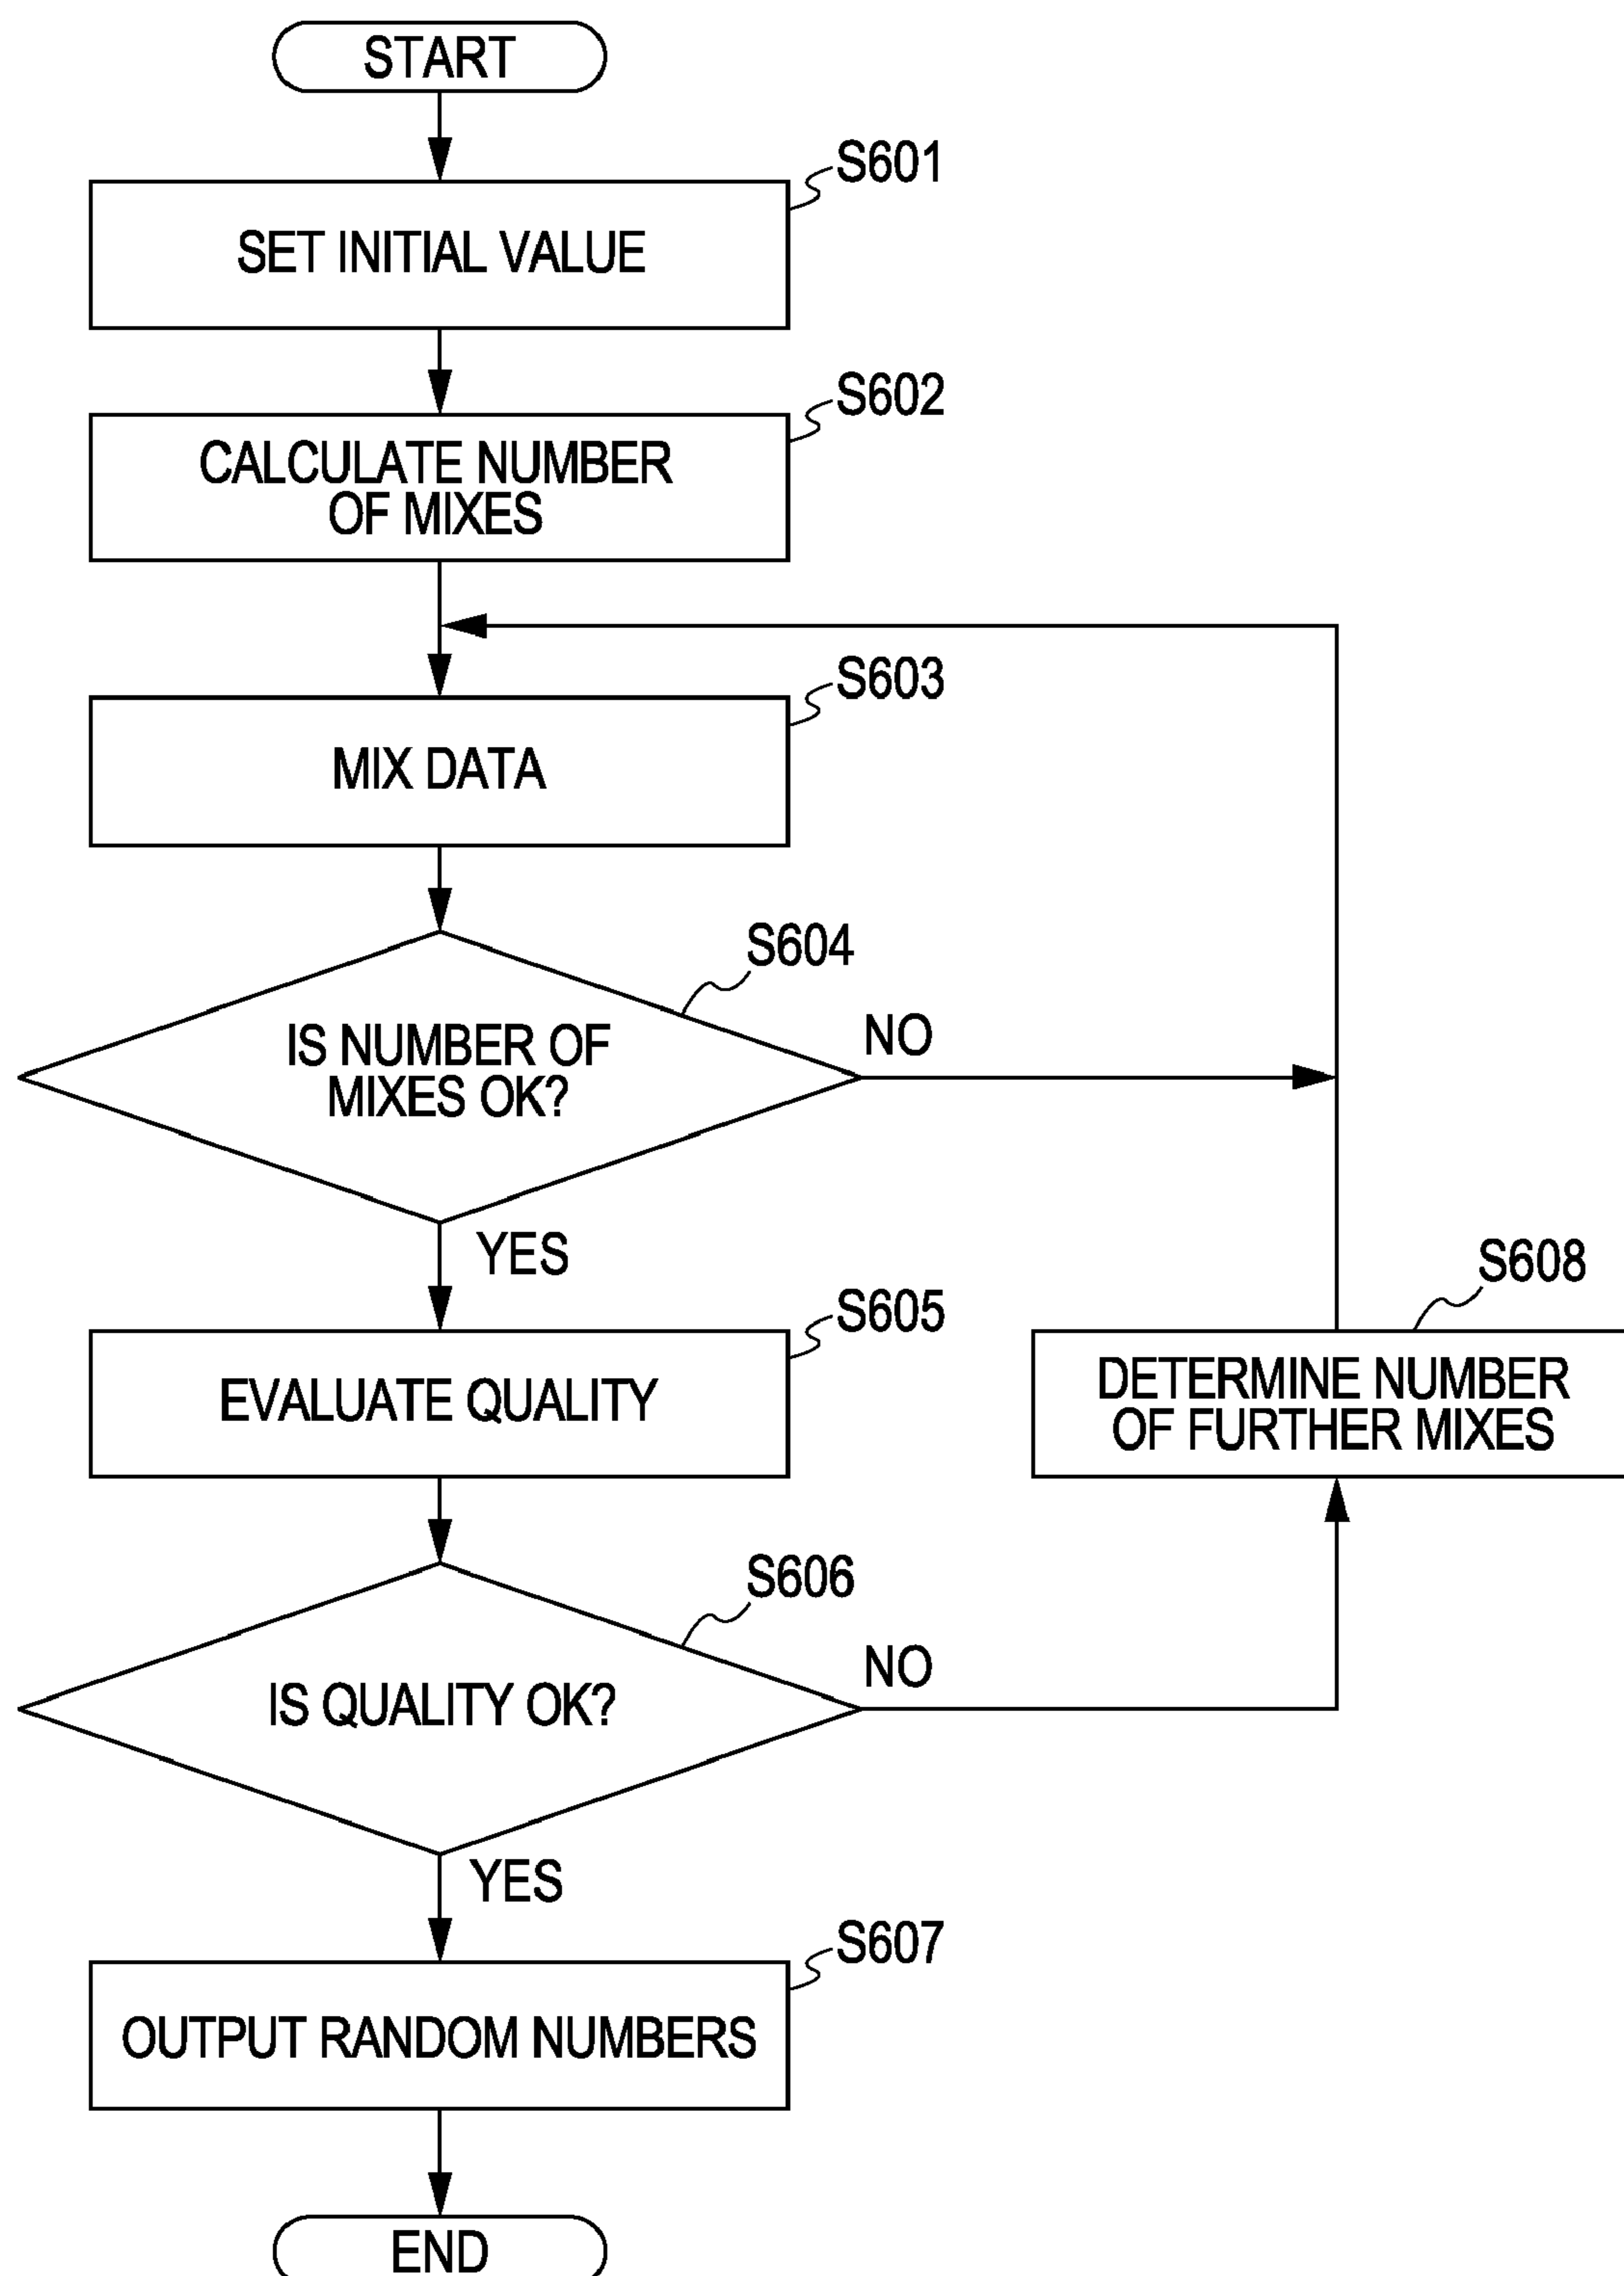 START
S601
SET INITIAL VALUE
S602
CALCULATE NUMBER
OF MIXES
S603
MIX DATA
S604
IS NUMBER OF
MIXES OK?
NO
YES
S605
EVALUATE QUALITY
S608
DETERMINE NUMBER
OF FURTHER MIXES
S606
IS QUALITY OK?
NO
YES
S607
OUTPUT RANDOM NUMBERS
END